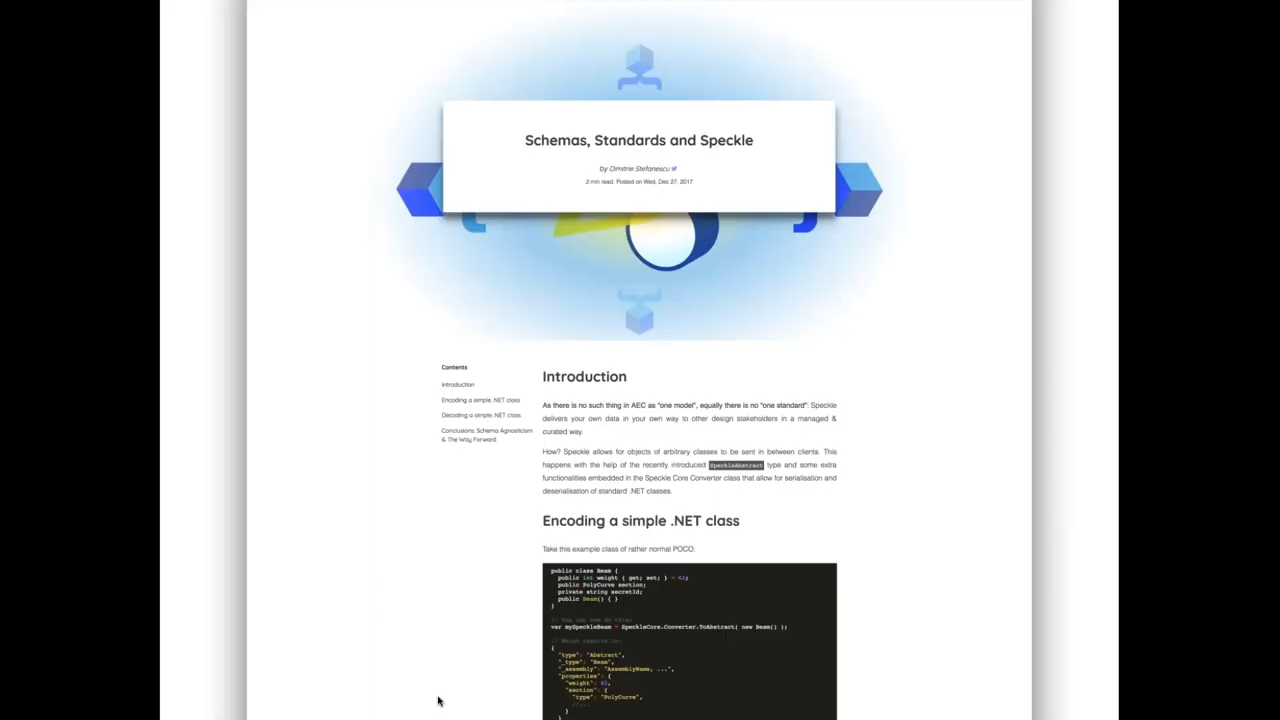 Schemas, Standards and Speckle
by Dimitrie Stefanescu
2 min read. Posted on Wed, Dec 27, 2017
Contents
Introduction
Encoding a simple .NET class
Decoding a simple .NET class
Conclusions: Schema Agnosticism
& The Way Forward
Introduction
As there is no such thing in AEC as "one model", equally there is no "one standard": Speckle
delivers your own data in your own way to other design stakeholders in a managed &
curated way.
How? Speckle allows for objects of arbitrary classes to be sent in between clients. This
happens with the help of the recently introduced SpeckleAbstract type and some extra
functionalities embedded in the Speckle Core Converter class that allow for serialisation and
deserialisation of standard .NET classes.
Encoding a simple .NET class
Take this example class of rather normal POCO:
public class Beam {
public int weight { get; set; } = 42;
public PolyCurve section;
private string secretId;
public Beam() { }
}
// You can now do this:
var mySpeckleBeam = SpeckleCore.Converter.ToAbstract( new Beam() );
// Which results in:
{
"type": "Abstract",
"_type": "Beam",
"_assembly": "AssemblyName, ...",
"properties": {
"weight": 42,
"section": {
"type": "PolyCurve",
//...
}
}